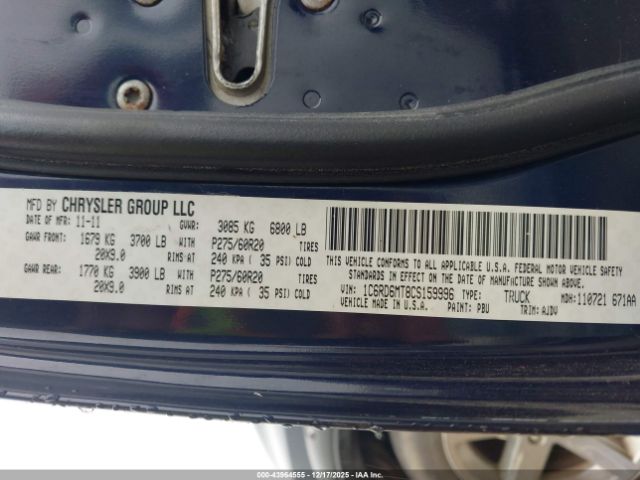 MFD BY CHRYSLER GROUP LLC
DATE OF MFR: 11-11 GVWR: 3085 KG 6800 LB
GAWR FRONT: 1679 KG 3700 LB WITH P275/60R20 TIRES
20X9.0 RIMS AT 240 KPA ( 35 PSI) COLD
GAWR REAR: 1770 KG 3900 LB WITH P275/60R20 TIRES
20X9.0 RIMS AT 240 KPA ( 35 PSI) COLD
THIS VEHICLE CONFORMS TO ALL APPLICABLE U.S.A. FEDERAL MOTOR VEHICLE
SAFETY STANDARDS IN EFFECT ON THE DATE OF MANUFACTURE SHOWN ABOVE.
VIN: 1C6RD6MT8CS159996 TYPE: TRUCK MDH:110721 671AA
VEHICLE MADE IN U.S.A. PAINT: PBU TRIM: AJDV
000-43964555 - 12/17/2025 - IAAI.COM